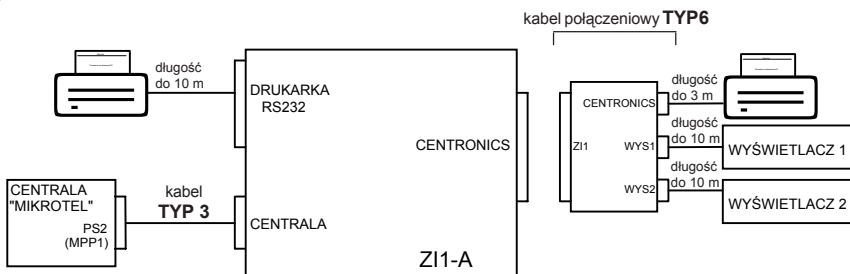 kabel połączeniowy TYP6
długość
do 10 m
DRUKARKA
RS232
CENTRONICS
długość
do 3 m
CENTRONICS
ZI1
WYS1
długość
do 10 m
WYŚWIETLACZ 1
WYS2
długość
do 10 m
WYŚWIETLACZ 2
CENTRALA
"MIKROTEL"
PS2
(MPP1)
kabel
TYP 3
CENTRALA
ZI1-A